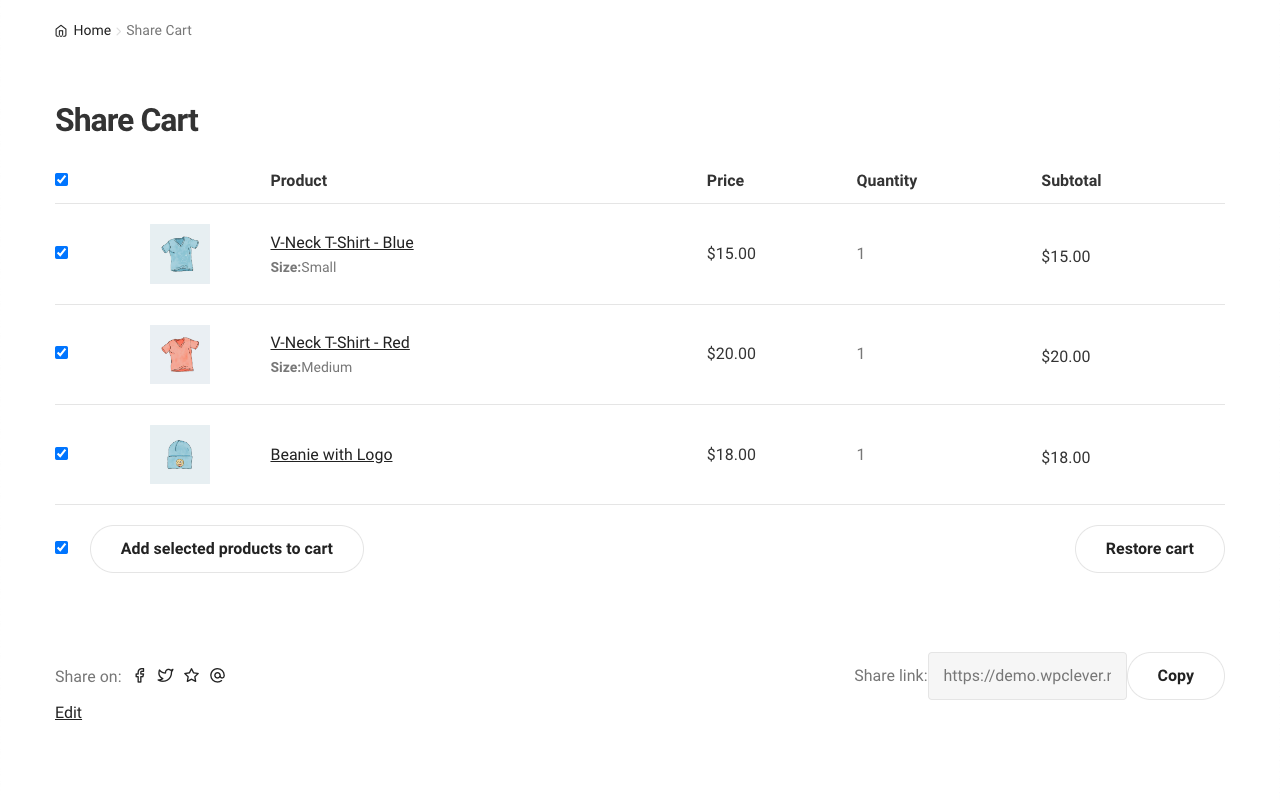 Home Share Cart
Share Cart
Product Price Quantity Subtotal
V-Neck T-Shirt - Blue
Size:Small
$15.00 1 $15.00
V-Neck T-Shirt - Red
Size:Medium
$20.00 1 $20.00
Beanie with Logo $18.00 1 $18.00
Add selected products to cart Restore cart
Share on: Share link: https://demo.wpclever.r Copy
Edit